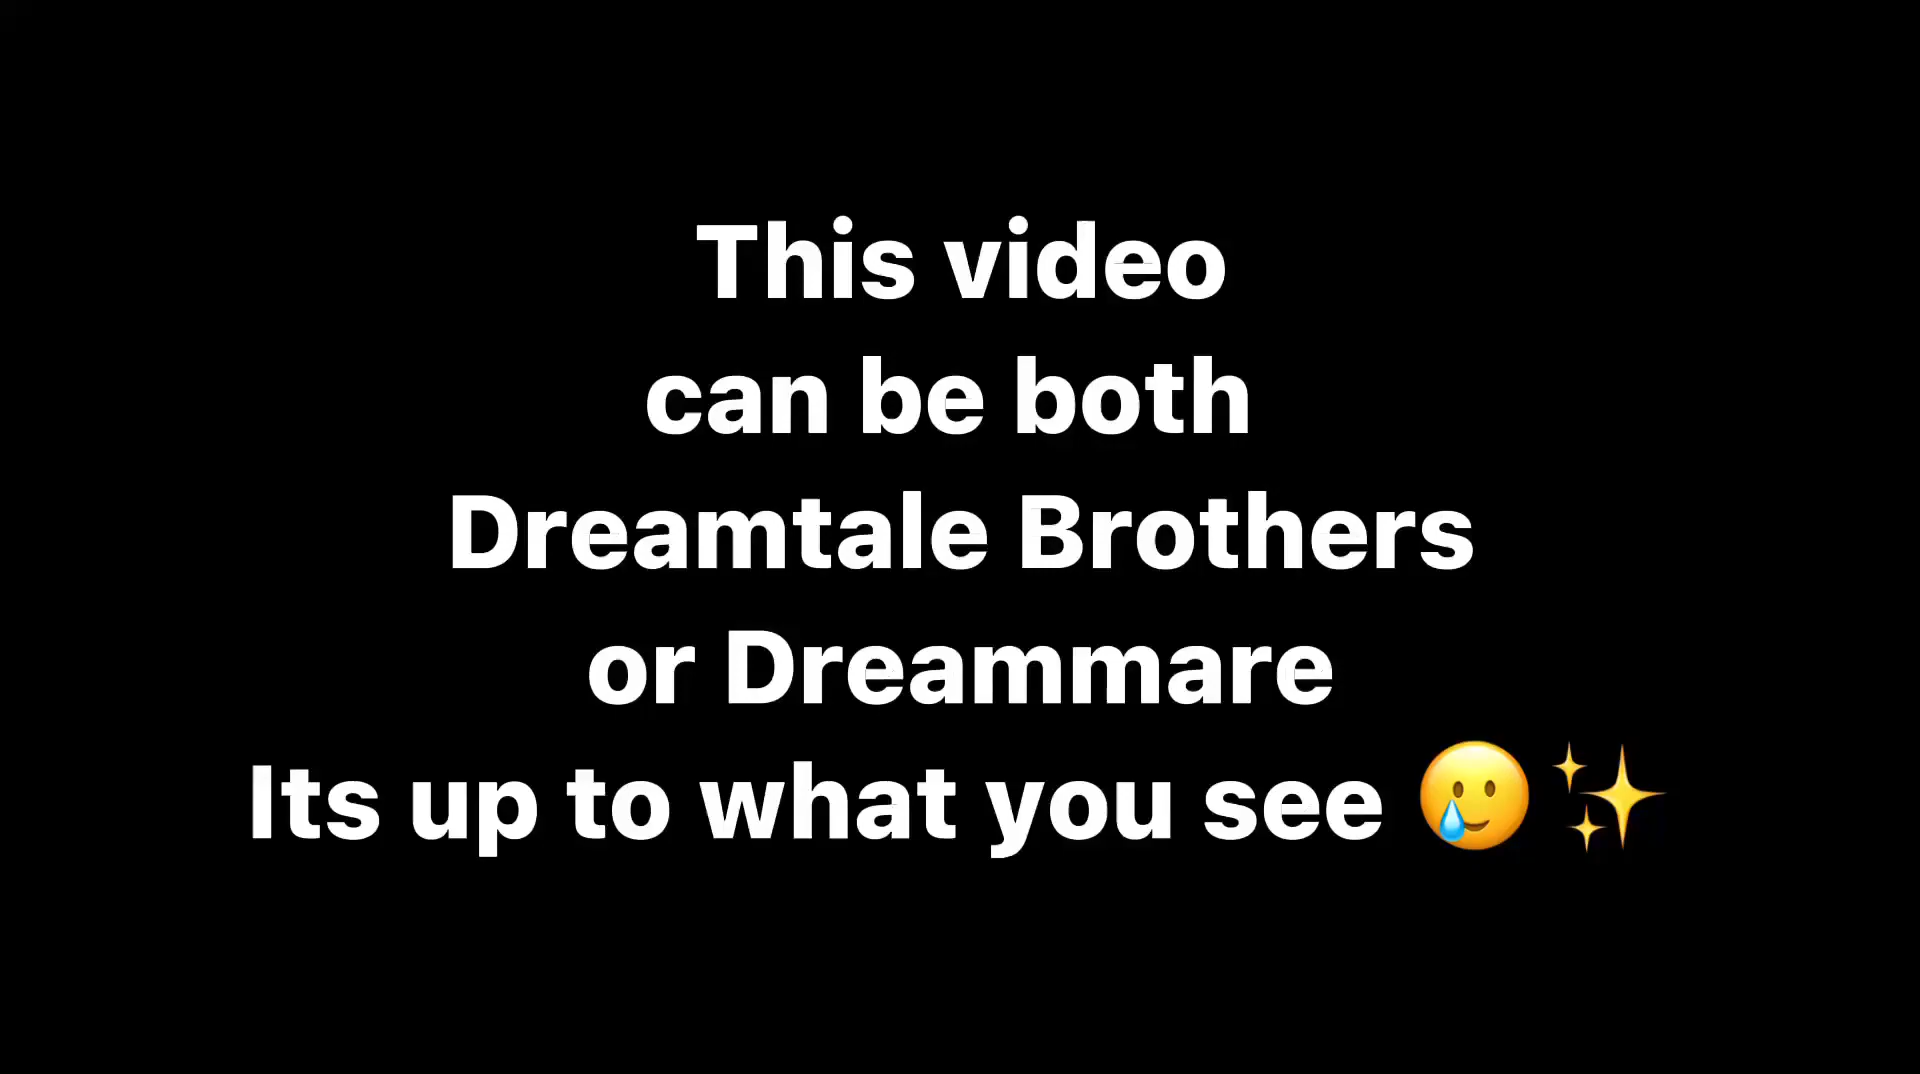 This video
can be both
Dreamtale Brothers
or Dreammare
Its up to what you see 🥲✨